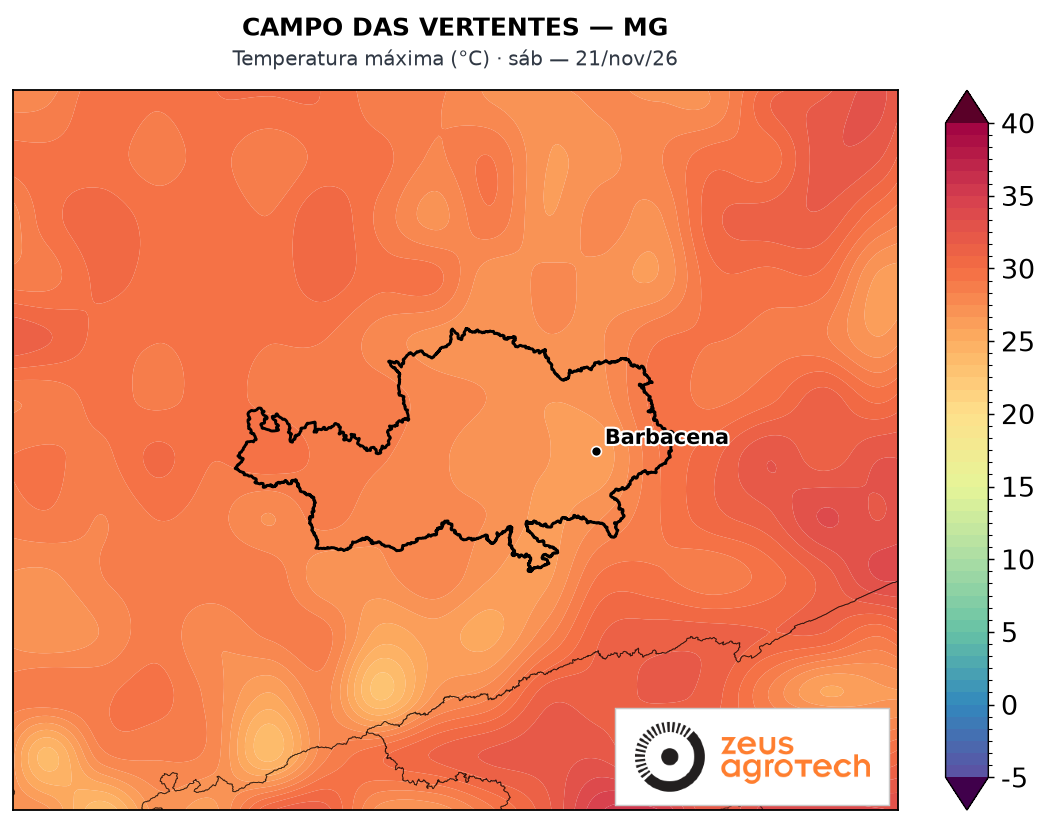 CAMPO DAS VERTENTES — MG
Temperatura máxima (°C) · sáb — 21/nov/26
40
35
30
25
20
15
10
5
0
-5
Barbacena
zeus
agrotech